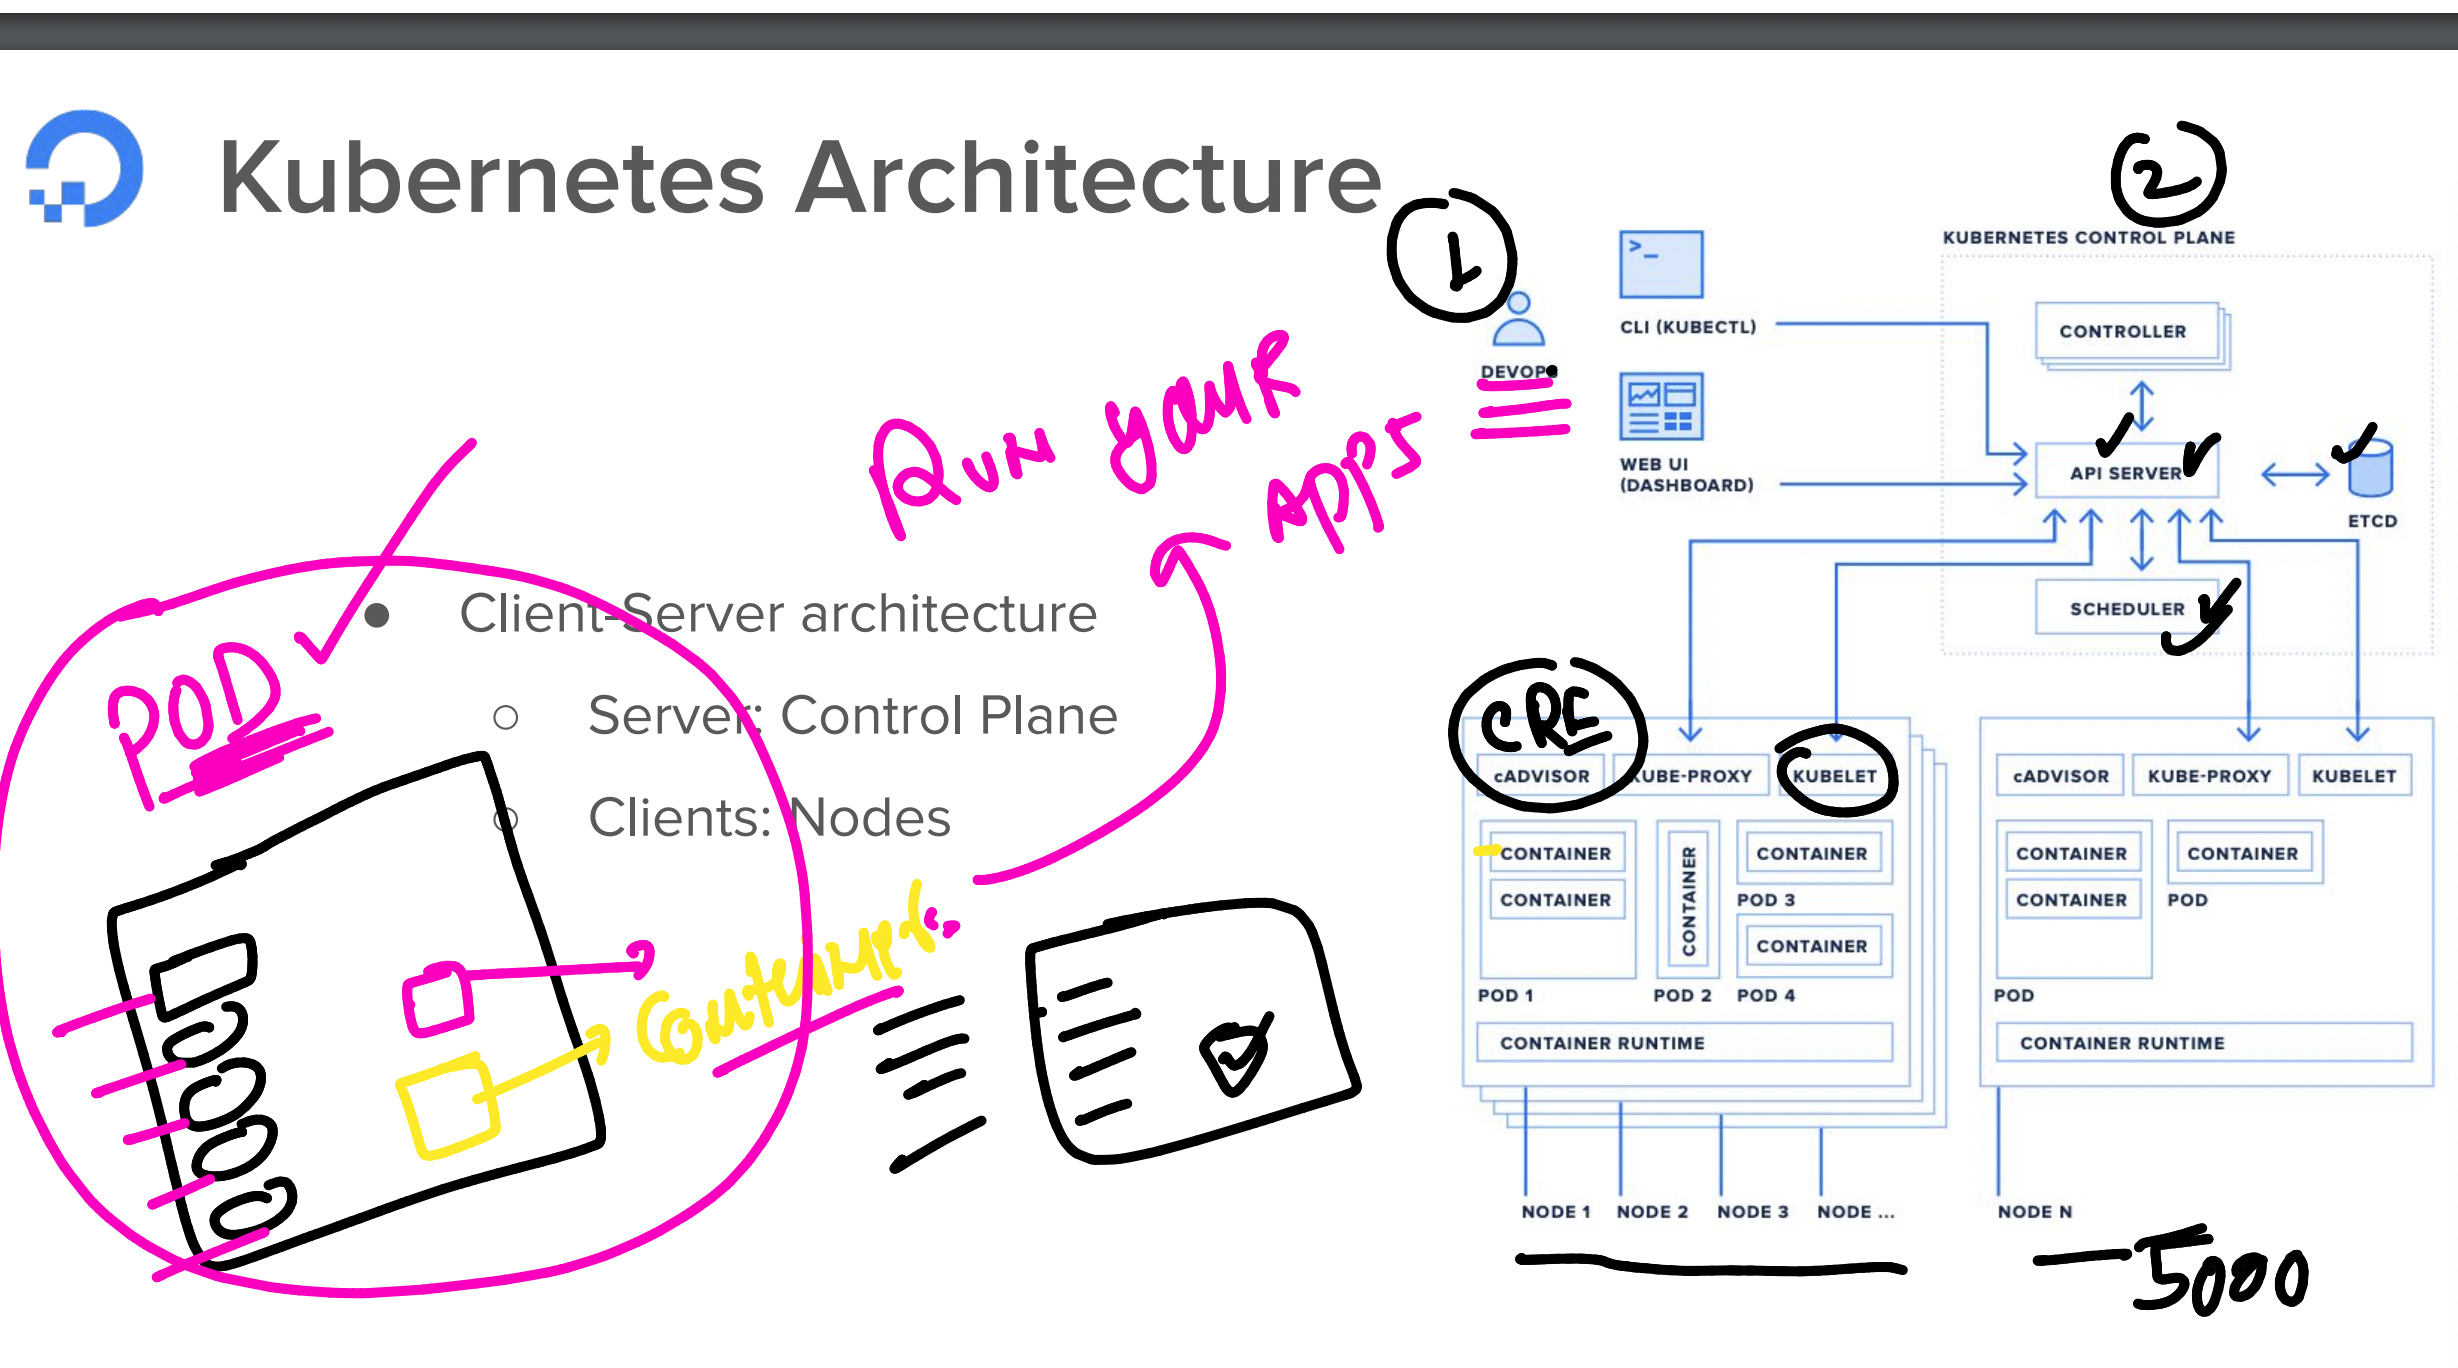 Kubernetes Architecture
Run your
Apps
POD
Client-Server architecture
Server: Control Plane
Clients: Nodes
1
2
KUBERNETES CONTROL PLANE
>_
CLI (KUBECTL)
DEVOPS
WEB UI
(DASHBOARD)
CONTROLLER
API SERVER
ETCD
SCHEDULER
CRE
cADVISOR
KUBE-PROXY
KUBELET
CONTAINER
CONTAINER
POD 1
CONTAINER
POD 2
CONTAINER
POD 3
CONTAINER
POD 4
CONTAINER RUNTIME
NODE 1 NODE 2 NODE 3 NODE ...
cADVISOR
KUBE-PROXY
KUBELET
CONTAINER
CONTAINER
POD
CONTAINER
POD
CONTAINER RUNTIME
NODE N
5000